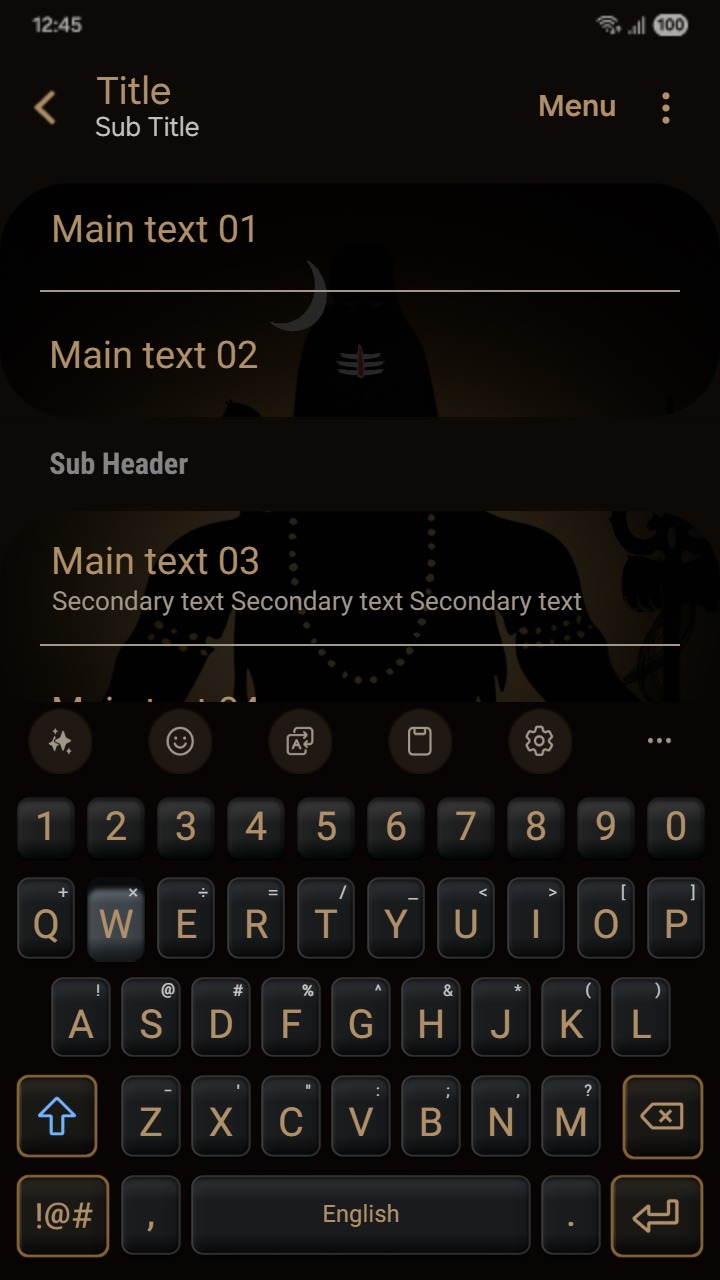 12:45
100
Title
Sub Title
Menu
Main text 01
Main text 02
Sub Header
Main text 03
Secondary text Secondary text Secondary text
1 2 3 4 5 6 7 8 9 0
+ × ÷ = / _ < > [ ]
Q W E R T Y U I O P
! @ # % ^ & * ( )
A S D F G H J K L
- ' " : ; , ?
Z X C V B N M
!@# , English .